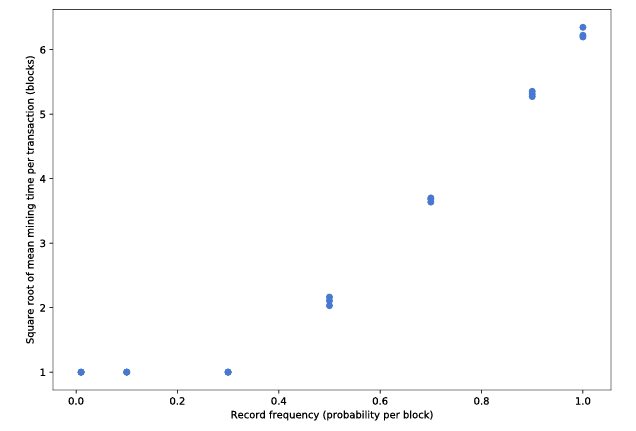 6
5
4
3
2
1
Square root of mean mining time per transaction (blocks)
0.0 0.2 0.4 0.6 0.8 1.0
Record frequency (probability per block)